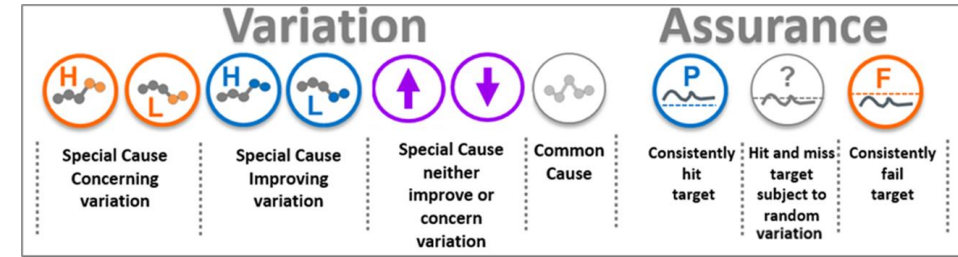 Variation
Assurance
H
L
H
L
P
?
F
Special Cause
Concerning
variation
Special Cause
Improving
variation
Special Cause
neither
improve or
concern
variation
Common
Cause
Consistently
hit
target
Hit and miss
target
subject to
random
variation
Consistently
fail
target